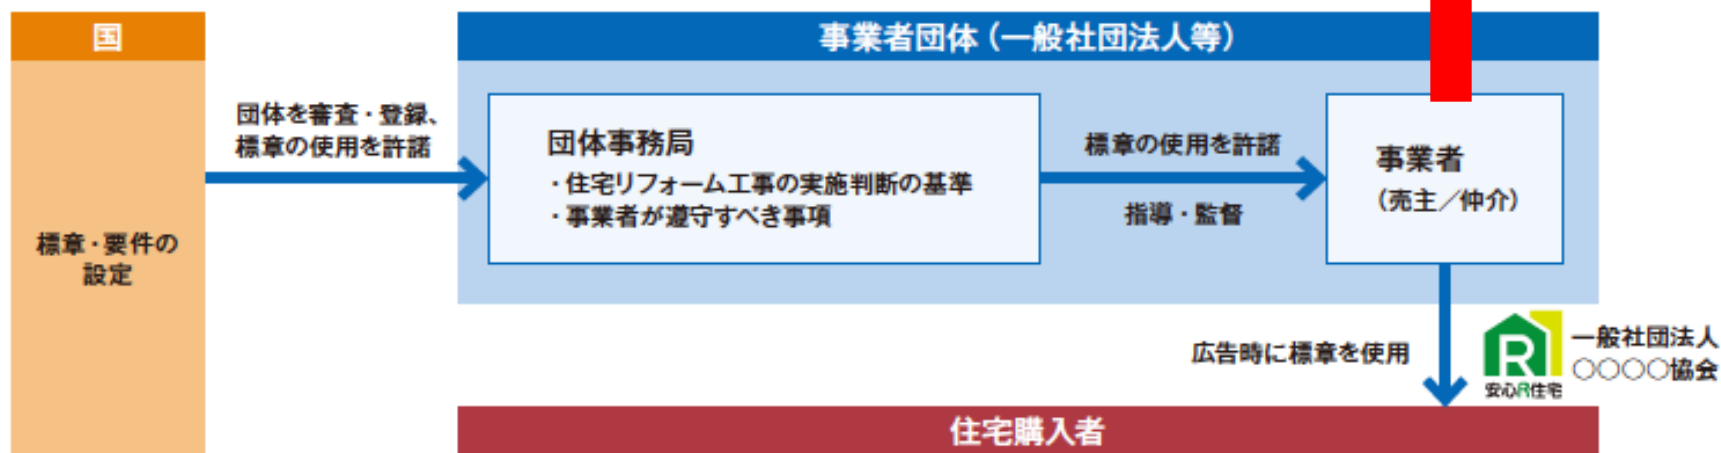 国
事業者団体（一般社団法人等）
団体を審査・登録、
標章の使用を許諾
団体事務局
・住宅リフォーム工事の実施判断の基準
・事業者が遵守すべき事項
標章の使用を許諾
指導・監督
事業者
（売主／仲介）
標章・要件の
設定
広告時に標章を使用
R
安心R住宅
一般社団法人
○○○○協会
住宅購入者